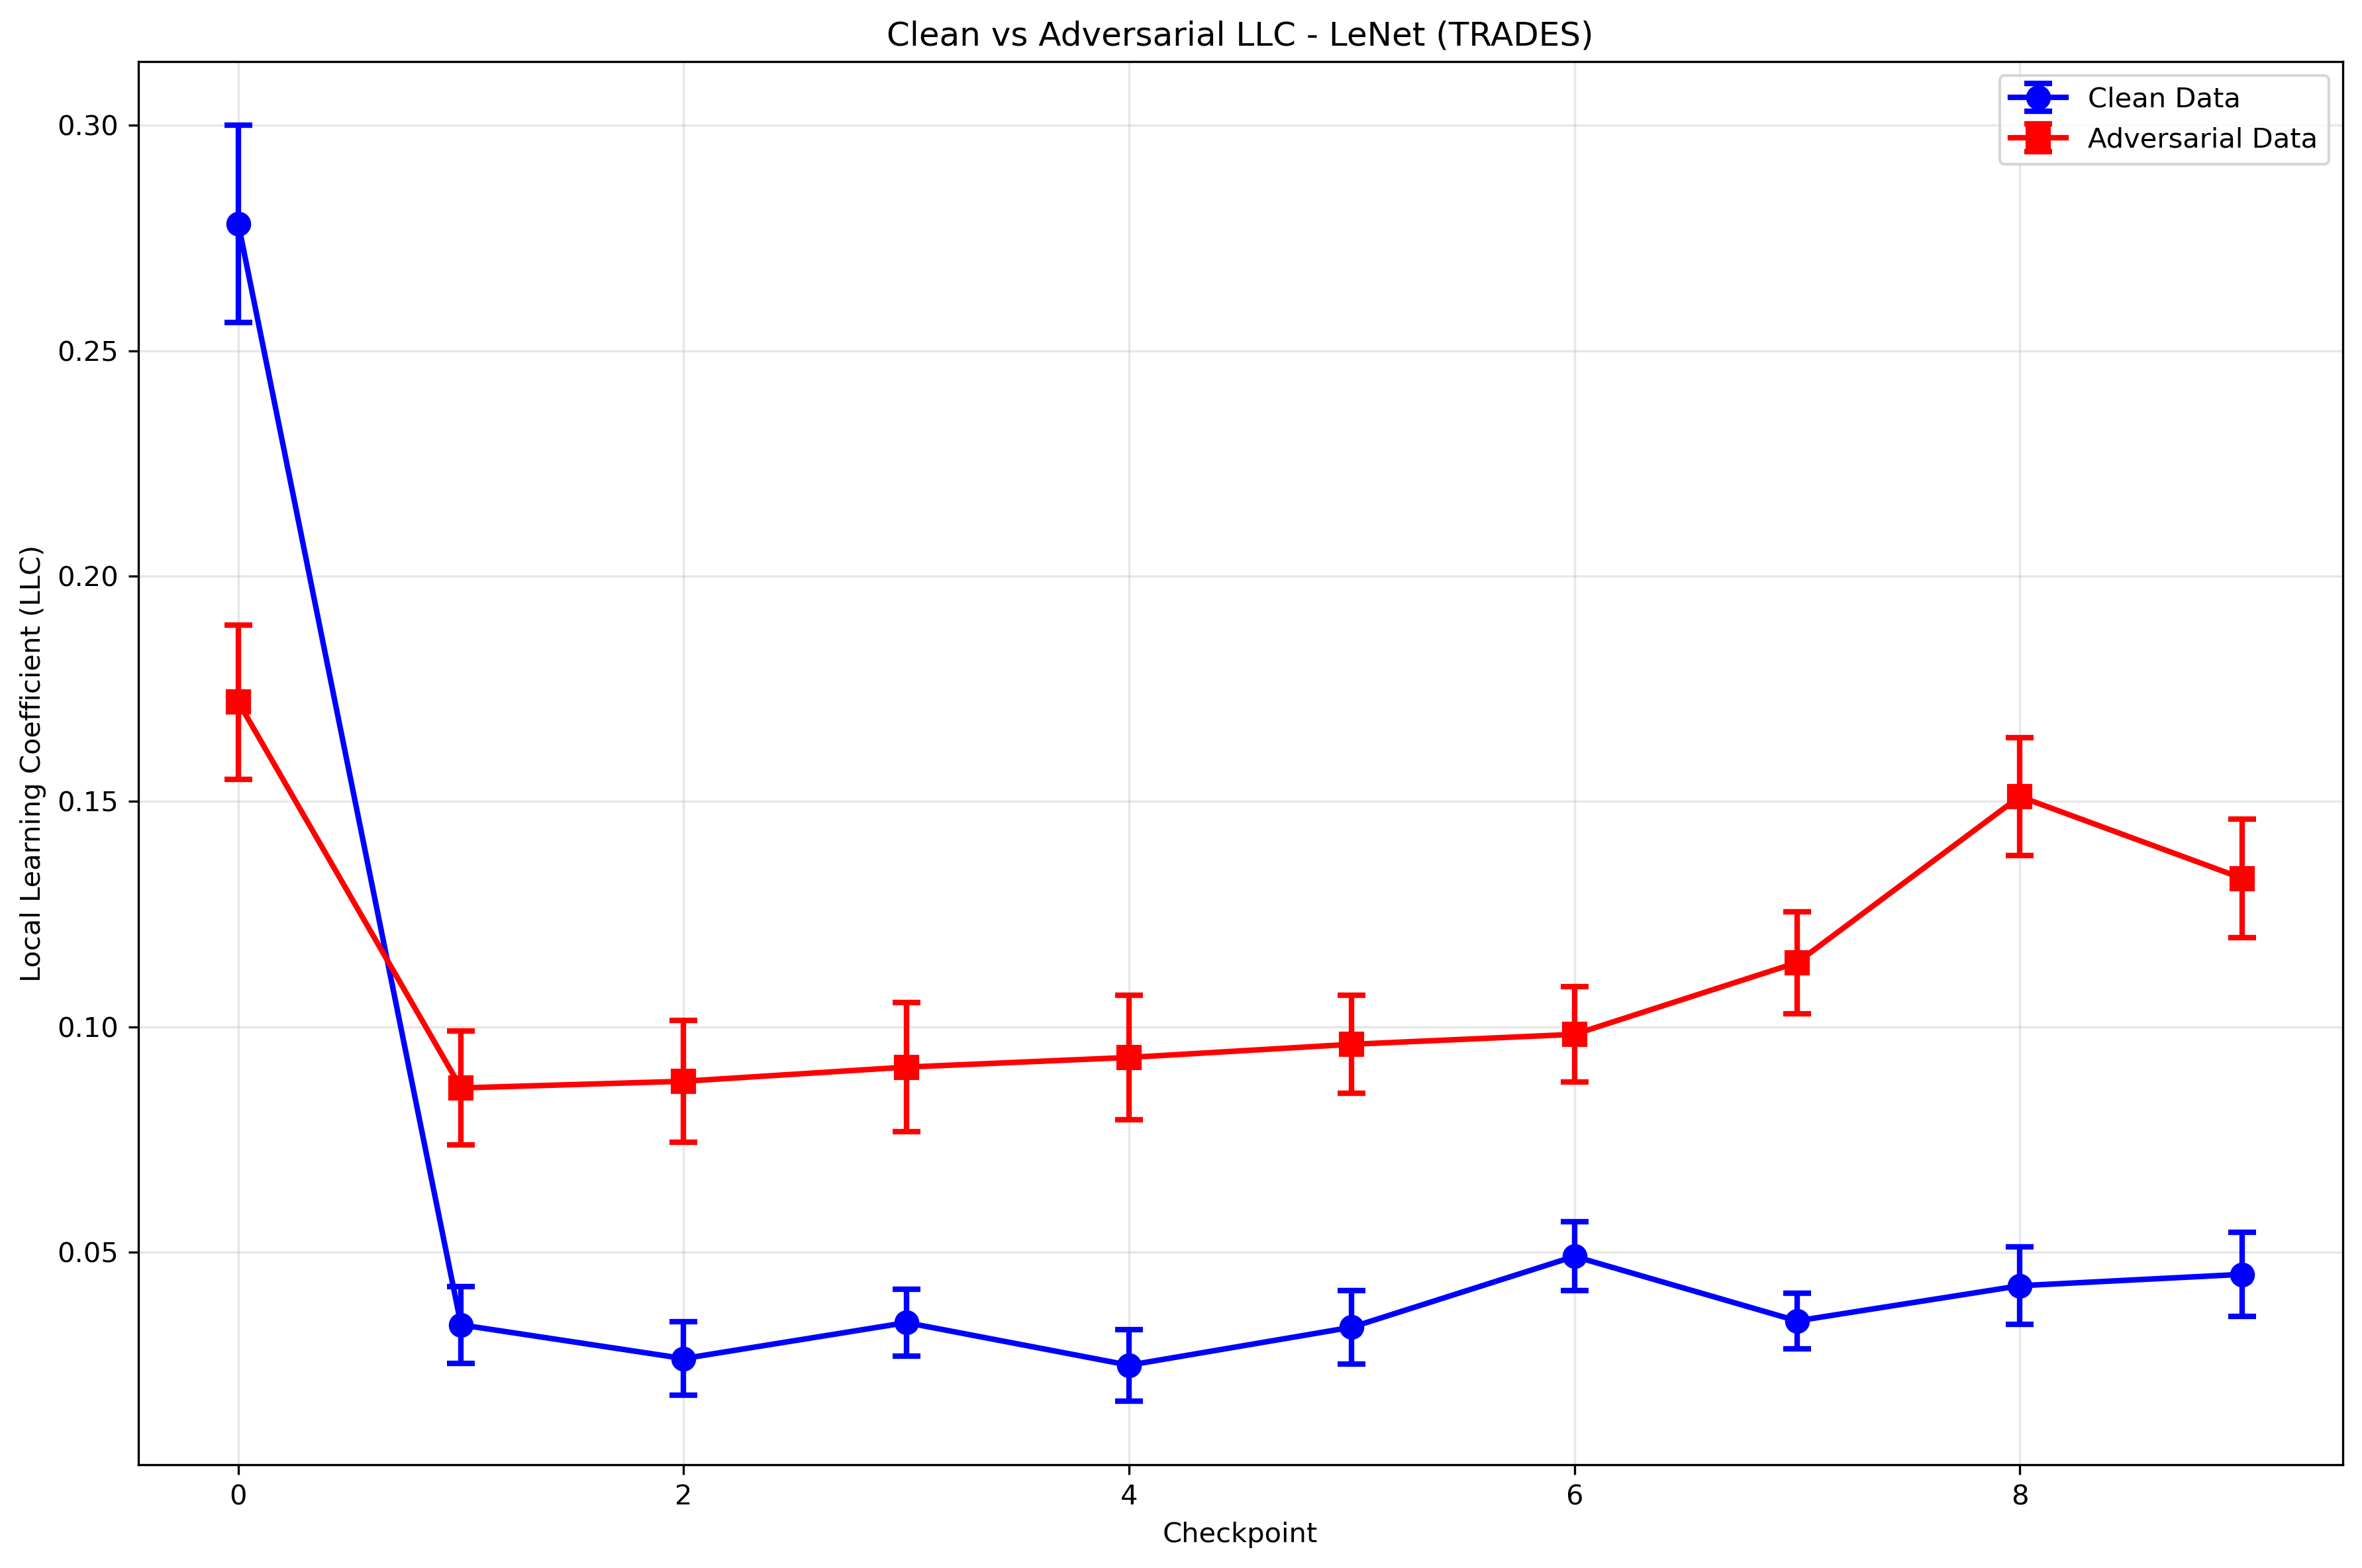 Clean vs Adversarial LLC - LeNet (TRADES)
Clean Data
Adversarial Data
Local Learning Coefficient (LLC)
0.30
0.25
0.20
0.15
0.10
0.05
0 2 4 6 8
Checkpoint